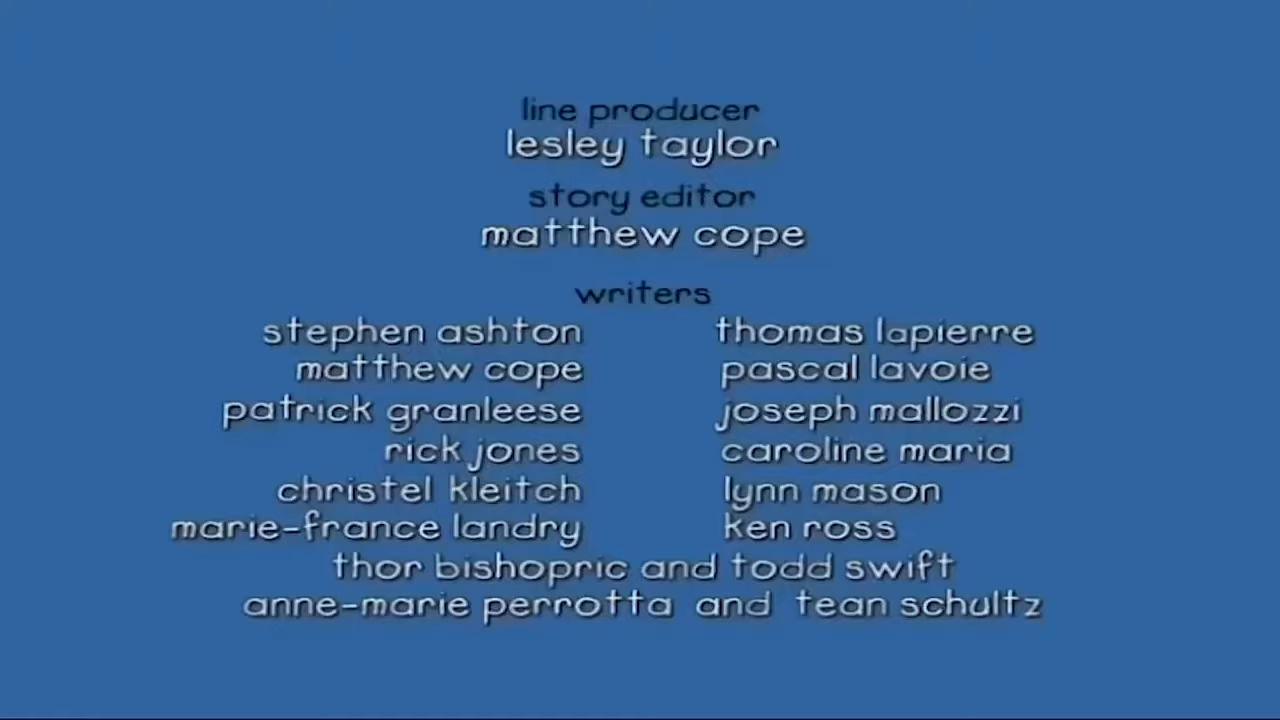 line producer
lesley taylor
story editor
matthew cope
writers
stephen ashton thomas lapierre
matthew cope pascal lavoie
patrick granleese joseph mallozzi
rick jones caroline maria
christel kleitch lynn mason
marie-france landry ken ross
thor bishopric and todd swift
anne-marie perrotta and tean schultz